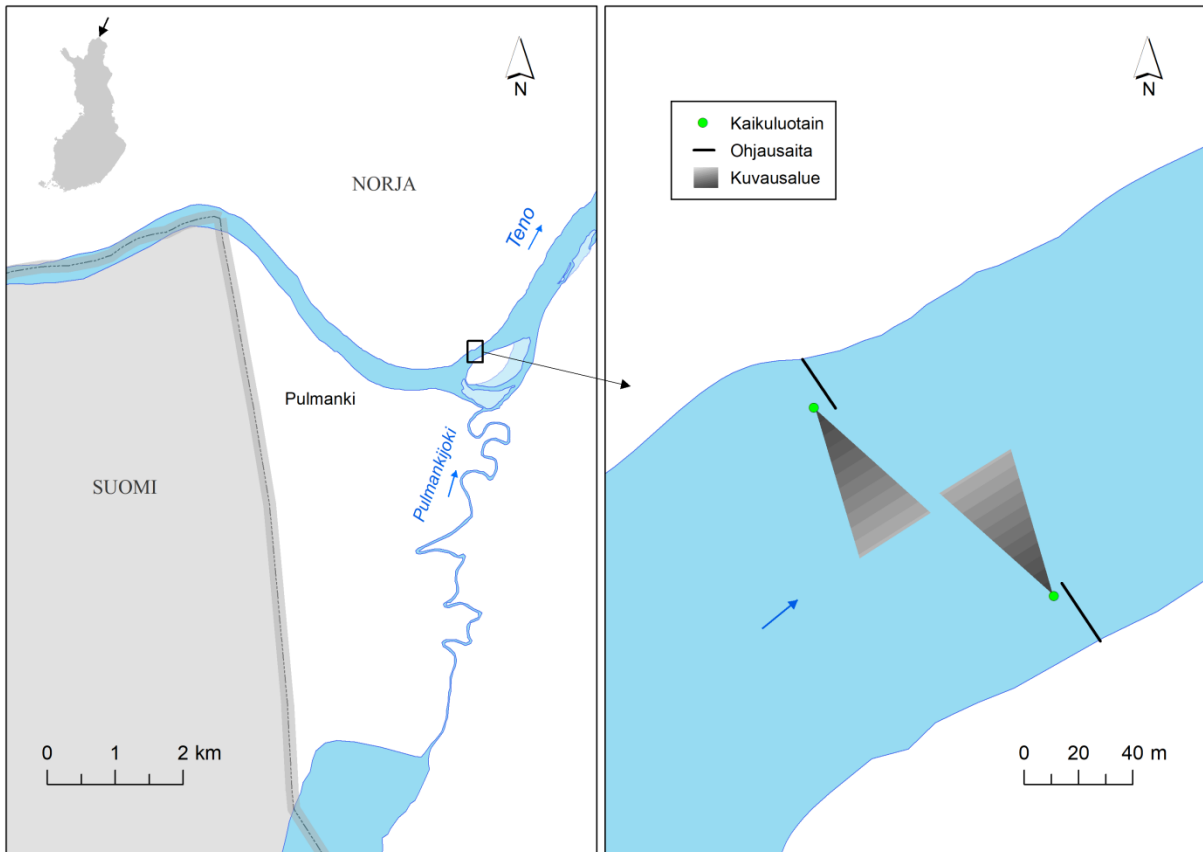 N
NORJA
Teno
Pulmanki
Pulmankijoki
SUOMI
0 1 2 km
N
Kaikuluotain
Ohjausaita
Kuvausalue
0 20 40 m